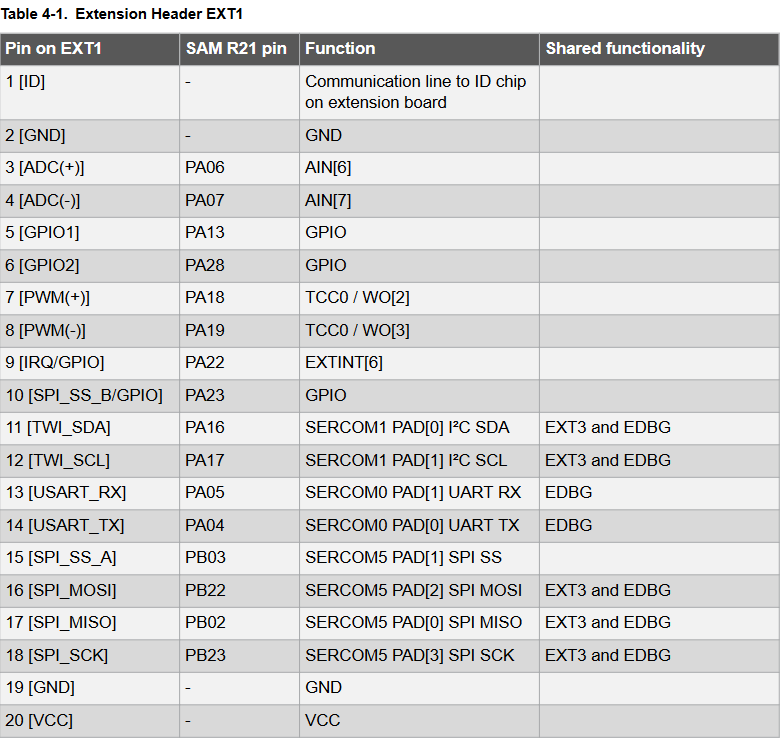 Table 4-1. Extension Header EXT1
Pin on EXT1 SAM R21 pin Function Shared functionality
1 [ID] - Communication line to ID chip
on extension board
2 [GND] - GND
3 [ADC(+)] PA06 AIN[6]
4 [ADC(-)] PA07 AIN[7]
5 [GPIO1] PA13 GPIO
6 [GPIO2] PA28 GPIO
7 [PWM(+)] PA18 TCC0 / WO[2]
8 [PWM(-)] PA19 TCC0 / WO[3]
9 [IRQ/GPIO] PA22 EXTINT[6]
10 [SPI_SS_B/GPIO] PA23 GPIO
11 [TWI_SDA] PA16 SERCOM1 PAD[0] I²C SDA EXT3 and EDBG
12 [TWI_SCL] PA17 SERCOM1 PAD[1] I²C SCL EXT3 and EDBG
13 [USART_RX] PA05 SERCOM0 PAD[1] UART RX EDBG
14 [USART_TX] PA04 SERCOM0 PAD[0] UART TX EDBG
15 [SPI_SS_A] PB03 SERCOM5 PAD[1] SPI SS
16 [SPI_MOSI] PB22 SERCOM5 PAD[2] SPI MOSI EXT3 and EDBG
17 [SPI_MISO] PB02 SERCOM5 PAD[0] SPI MISO EXT3 and EDBG
18 [SPI_SCK] PB23 SERCOM5 PAD[3] SPI SCK EXT3 and EDBG
19 [GND] - GND
20 [VCC] - VCC